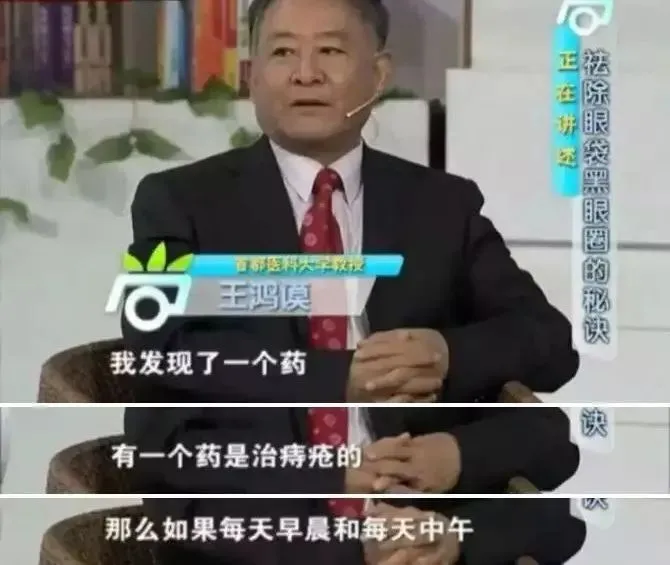 祛除眼袋黑眼圈的秘诀
正在讲述
首都医科大学教授
王鸿谟
我发现了一个药
诀
有一个药是治痔疮的
诀
那么如果每天早晨和每天中午